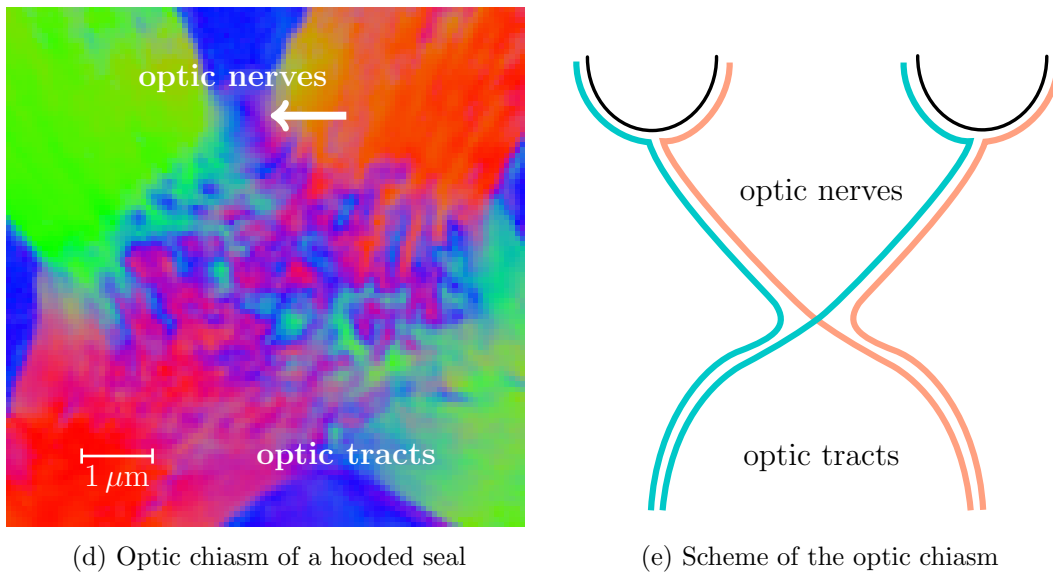 optic nerves
optic nerves
1 μm
optic tracts
optic tracts
(d) Optic chiasm of a hooded seal
(e) Scheme of the optic chiasm